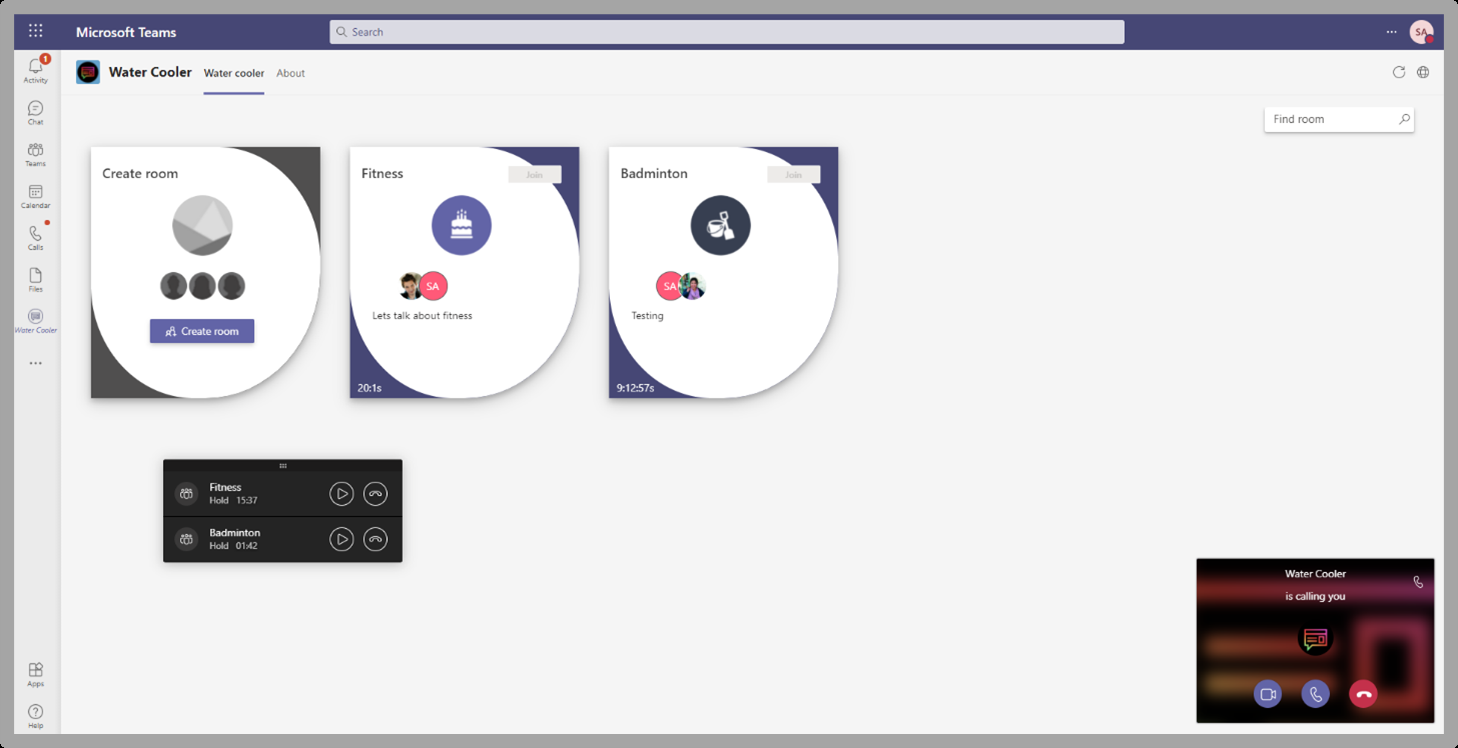 Microsoft Teams
Search
SA
1
Activity
Chat
Teams
Calendar
Calls
Files
Water Cooler
Apps
Help
Water Cooler Water cooler About
Find room
Create room
Create room
Fitness Join
SA
Lets talk about fitness
20:1s
Badminton Join
SA
Testing
9:12:57s
Fitness
Hold 15:37
Badminton
Hold 01:42
Water Cooler
is calling you